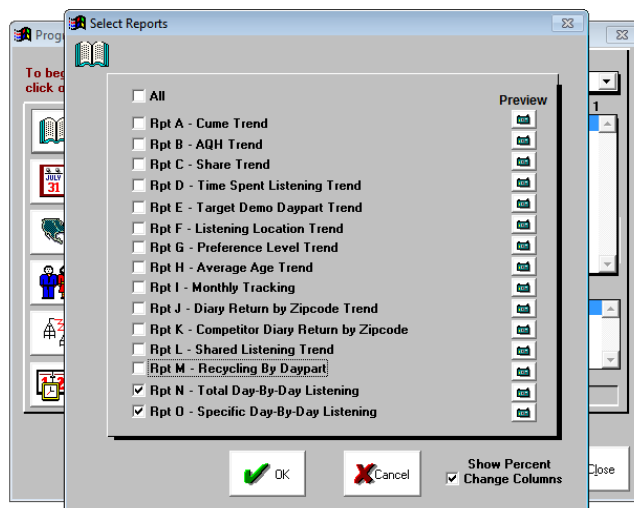 Select Reports
Progr
To beg
click o
All
Preview
1
Rpt A - Cume Trend
Rpt B - AQH Trend
Rpt C - Share Trend
Rpt D - Time Spent Listening Trend
Rpt E - Target Demo Daypart Trend
Rpt F - Listening Location Trend
Rpt G - Preference Level Trend
Rpt H - Average Age Trend
Rpt I - Monthly Tracking
Rpt J - Diary Return by Zipcode Trend
Rpt K - Competitor Diary Return by Zipcode
Rpt L - Shared Listening Trend
Rpt M - Recycling By Daypart
Rpt N - Total Day-By-Day Listening
Rpt O - Specific Day-By-Day Listening
JULY
31
OK
Cancel
Show Percent
Change Columns
Close